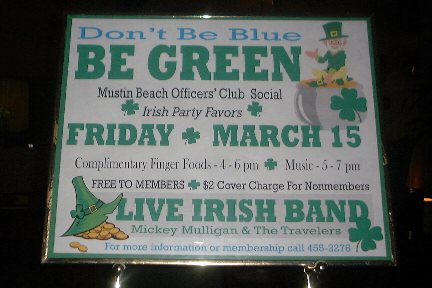 Don't Be Blue
BE GREEN
Mustin Beach Officers' Club Social
Irish Party Favors
FRIDAY MARCH 15
Complimentary Finger Foods - 4 - 6 pm Music - 5 - 7 pm
FREE TO MEMBERS $2 Cover Charge For Nonmembers
LIVE IRISH BAND
Mickey Mulligan & The Travelers
For more information or membership call 455-2276